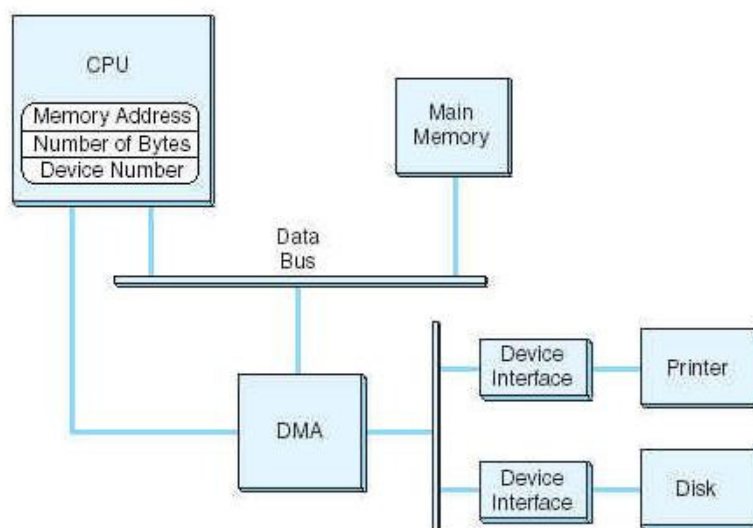 CPU
Memory Address
Number of Bytes
Device Number
Main
Memory
Data
Bus
DMA
Device
Interface
Printer
Device
Interface
Disk